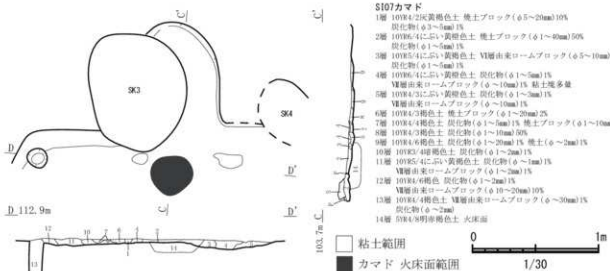 SI07カマド
1層 10YR4/2灰黄褐色土 焼土ブロック(φ5~20㎜)10%
炭化物(φ3~5㎜)1%
2層 10YR6/4にぶい黄橙色土 焼土ブロック(φ1~40㎜)50%
炭化物(φ1~5㎜)1%
3層 10YR5/4にぶい黄褐色土 Ⅵ層由来ロームブロック(φ5~10㎜)
炭化物(φ1~5㎜)1%
4層 10YR6/4にぶい黄橙色土 炭化物(φ1~5㎜)1%
Ⅶ層由来ロームブロック(φ~10㎜)1% 粘土塊多量
5層 10YR4/3にぶい黄褐色土 炭化物(φ1~3㎜)1%
Ⅶ層由来ロームブロック(φ~10㎜)1%
6層 10YR4/3褐色土 焼土ブロック(φ1~20㎜)2%
7層 10YR4/4褐色土 炭化物(φ1~5㎜)1% 焼土ブロック(φ1~10㎜)
8層 10YR4/3褐色土 炭化物(φ1~10㎜)50%
9層 10YR4/6褐色土 炭化物(φ1~20㎜)1% 焼土(φ~2㎜)1%
10層 10YR3/4暗褐色土 炭化物(φ1~2㎜)1%
11層 10YR5/4にぶい黄褐色土 炭化物(φ~1㎜)1%
Ⅶ層由来ロームブロック(φ1~2㎜)1%
12層 10YR4/6褐色 炭化物(φ1~2㎜)1%
Ⅶ層由来ロームブロック(φ10~20㎜)10%
13層 10YR4/4褐色土 Ⅶ層由来ロームブロック(φ~30㎜)1%
炭化物(φ~2㎜)
14層 5YR4/8明赤褐色土 火床面
C'
C'
SK3
SK4
D
D'
C
D 112.9m
D'
12
10
7
6
5
2
13
11
1
4
103.7m C
粘土範囲
カマド 火床面範囲
0
1m
1/30